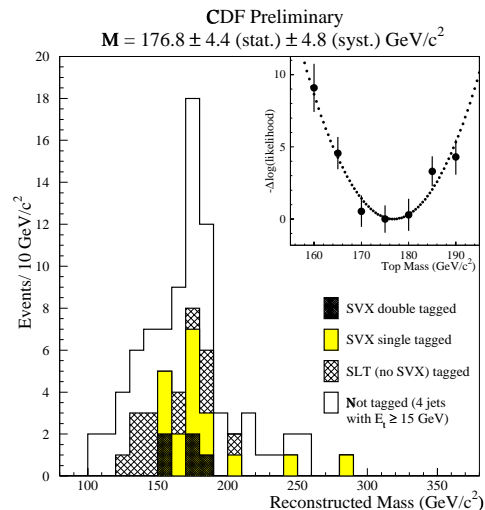 CDF Preliminary
M = 176.8 ± 4.4 (stat.) ± 4.8 (syst.) GeV/c²
Events/ 10 GeV/c²
20
18
16
14
12
10
8
6
4
2
0
100 150 200 250 300 350
Reconstructed Mass (GeV/c²)
-Δlog(likelihood)
10
5
0
160 170 180 190
Top Mass (GeV/c²)
SVX double tagged
SVX single tagged
SLT (no SVX) tagged
Not tagged (4 jets
with Eₜ ≥ 15 GeV)